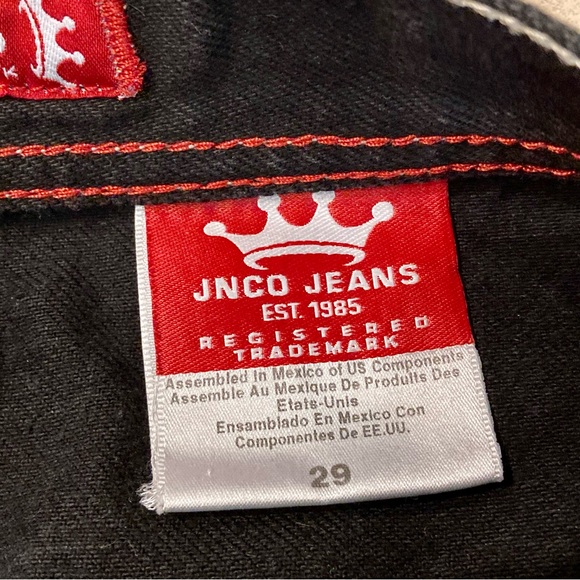 JNCO JEANS
EST. 1985
REGISTERED
TRADEMARK
Assembled In Mexico of US Components
Assemble Au Mexique De Produits Des
Etats-Unis
Ensamblado En Mexico Con
Componentes De EE.UU.
29